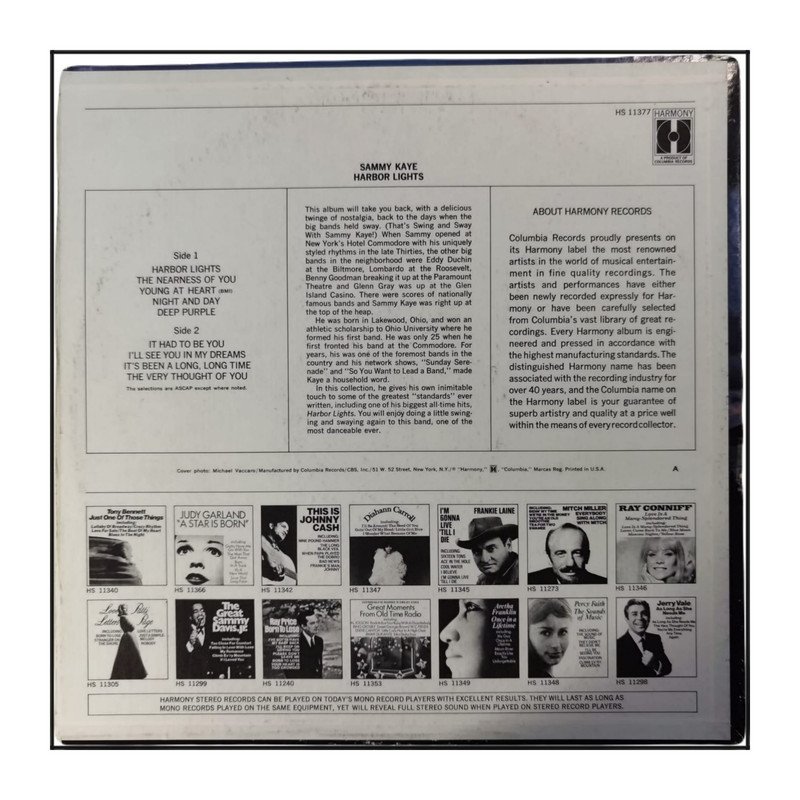 HS 11377 HARMONY
A PRODUCT OF
COLUMBIA RECORDS
SAMMY KAYE
HARBOR LIGHTS
Side 1
HARBOR LIGHTS
THE NEARNESS OF YOU
YOUNG AT HEART (BMI)
NIGHT AND DAY
DEEP PURPLE
Side 2
IT HAD TO BE YOU
I'LL SEE YOU IN MY DREAMS
IT'S BEEN A LONG, LONG TIME
THE VERY THOUGHT OF YOU
The selections are ASCAP except where noted.
This album will take you back, with a delicious
twinge of nostalgia, back to the days when the
big bands held sway. (That's Swing and Sway
With Sammy Kaye!) When Sammy opened at
New York's Hotel Commodore with his uniquely
styled rhythms in the late Thirties, the other big
bands in the neighborhood were Eddy Duchin
at the Biltmore, Lombardo at the Roosevelt,
Benny Goodman breaking it up at the Paramount
Theatre and Glenn Gray was up at the Glen
Island Casino. There were scores of nationally
famous bands and Sammy Kaye was right up at
the top of the heap.
He was born in Lakewood, Ohio, and won an
athletic scholarship to Ohio University where he
formed his first band. He was only 25 when he
first fronted his band at the Commodore. For
years, his was one of the foremost bands in the
country and his network shows, "Sunday Sere-
nade" and "So You Want to Lead a Band," made
Kaye a household word.
In this collection, he gives his own inimitable
touch to some of the greatest "standards" ever
written, including one of his biggest all-time hits,
Harbor Lights. You will enjoy doing a little swing-
ing and swaying again to this band, one of the
most danceable ever.
ABOUT HARMONY RECORDS
Columbia Records proudly presents on
its Harmony label the most renowned
artists in the world of musical entertain-
ment in fine quality recordings. The
artists and performances have either
been newly recorded expressly for Har-
mony or have been carefully selected
from Columbia's vast library of great re-
cordings. Every Harmony album is engi-
neered and pressed in accordance with
the highest manufacturing standards. The
distinguished Harmony name has been
associated with the recording industry for
over 40 years, and the Columbia name on
the Harmony label is your guarantee of
superb artistry and quality at a price well
within the means of every record collector.
Cover photo: Michael Vaccaro/Manufactured by Columbia Records/CBS, Inc./51 W. 52 Street, New York, N.Y./® "Harmony," "Columbia," Marcas Reg. Printed in U.S.A.
A
Tony Bennett
Just One of Those Things
HS 11340
JUDY GARLAND
"A STAR IS BORN"
HS 11366
THIS IS
JOHNNY
CASH
HS 11342
Diahann Carroll
HS 11347
I'M
GONNA
LIVE
'TILL I
DIE
FRANKIE LAINE
HS 11345
MITCH MILLER
EVERYBODY
SING ALONG
WITH MITCH
HS 11273
RAY CONNIFF
Love Is A
Many-Splendored Thing
HS 11346
HS 11305
The
Great
Sammy
Davis, Jr.
HS 11299
Ray Price
Born To Lose
HS 11240
Great Moments
From Old Time Radio
HS 11353
Aretha
Franklin
Once in a
Lifetime
HS 11349
Percy Faith
The Sounds
of Music
HS 11348
Jerry Vale
As Long As She
Needs Me
HS 11298
HARMONY STEREO RECORDS CAN BE PLAYED ON TODAY'S MONO RECORD PLAYERS WITH EXCELLENT RESULTS. THEY WILL LAST AS LONG AS
MONO RECORDS PLAYED ON THE SAME EQUIPMENT, YET WILL REVEAL FULL STEREO SOUND WHEN PLAYED ON STEREO RECORD PLAYERS.